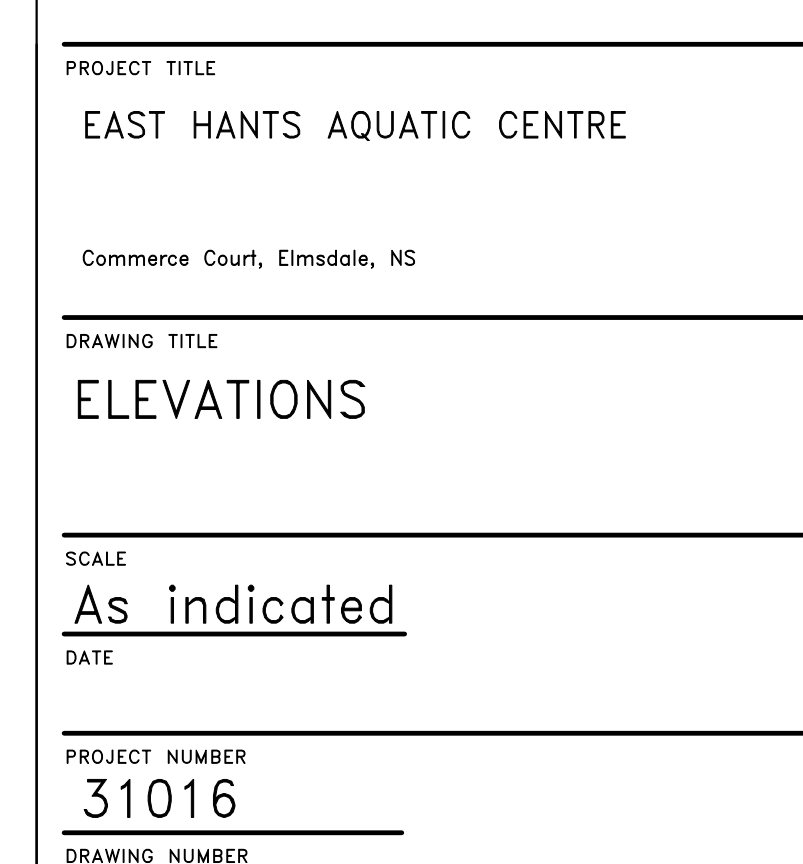 PROJECT TITLE
EAST HANTS AQUATIC CENTRE
Commerce Court, Elmsdale, NS
DRAWING TITLE
ELEVATIONS
SCALE
As indicated
DATE
PROJECT NUMBER
31016
DRAWING NUMBER